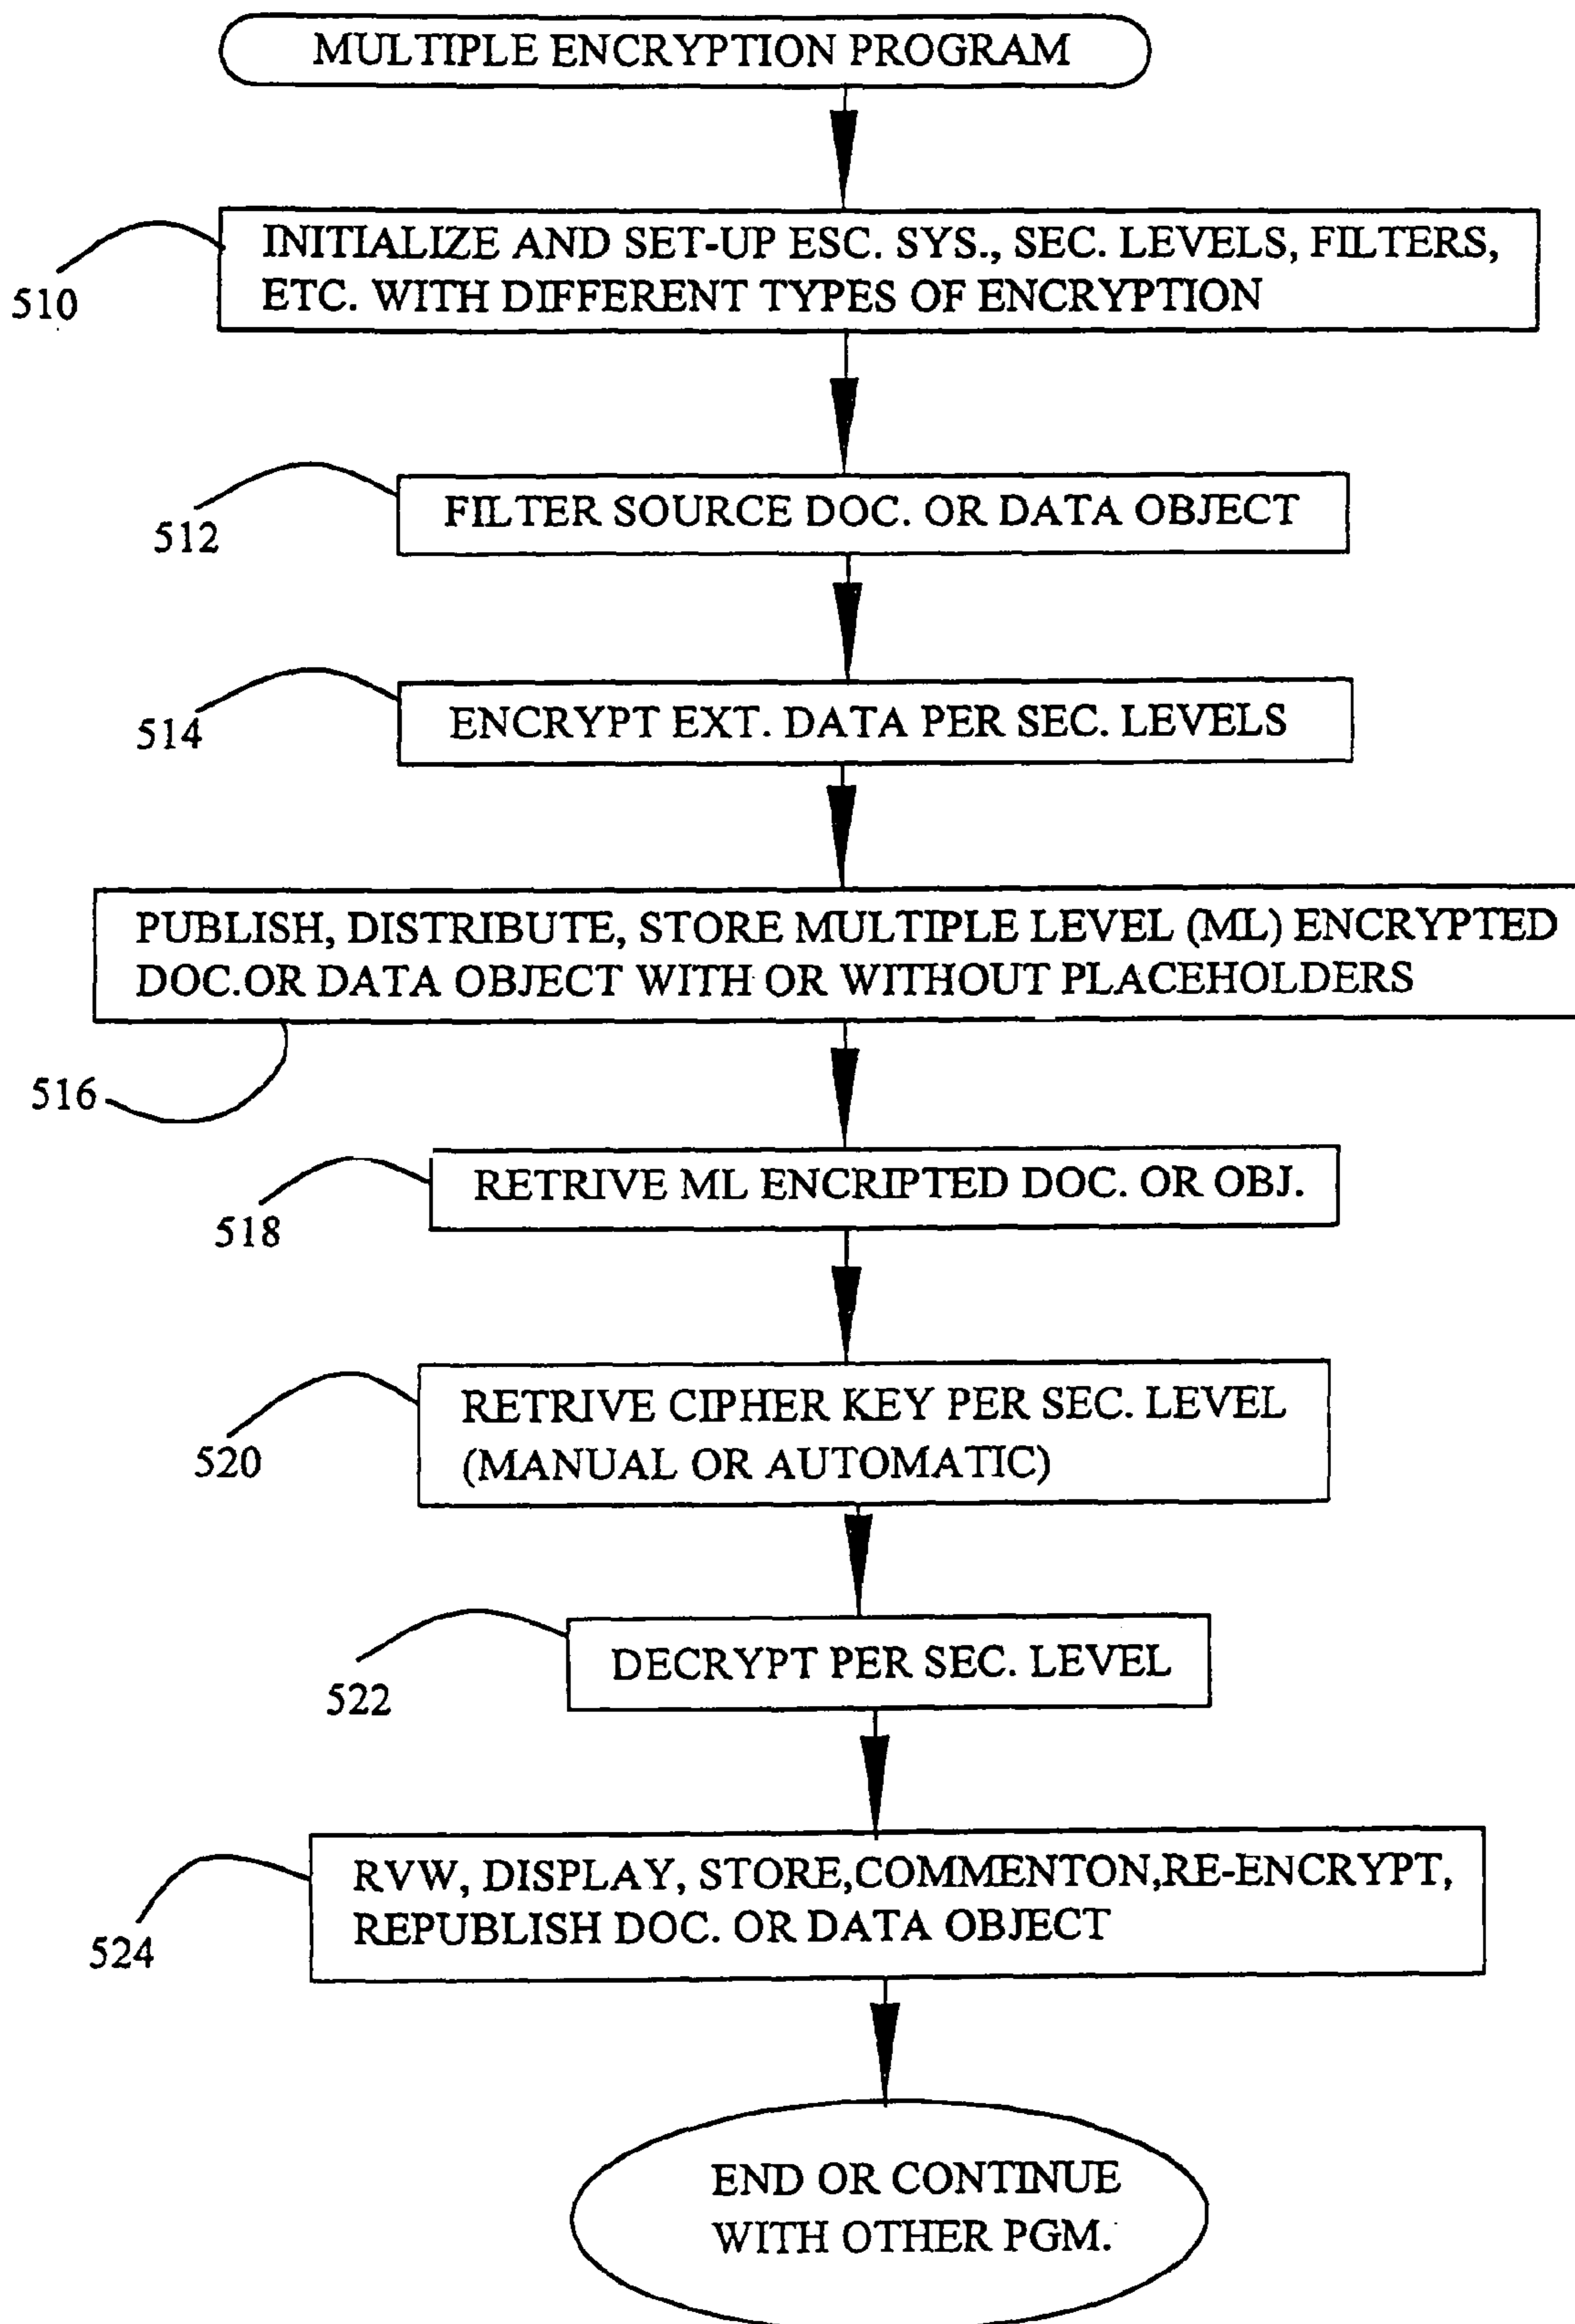 MULTIPLE ENCRYPTION PROGRAM
INITIALIZE AND SET-UP ESC. SYS., SEC. LEVELS, FILTERS,
ETC. WITH DIFFERENT TYPES OF ENCRYPTION
510
FILTER SOURCE DOC. OR DATA OBJECT
512
ENCRYPT EXT. DATA PER SEC. LEVELS
514
PUBLISH, DISTRIBUTE, STORE MULTIPLE LEVEL (ML) ENCRYPTED
DOC.OR DATA OBJECT WITH OR WITHOUT PLACEHOLDERS
516
RETRIVE ML ENCRIPTED DOC. OR OBJ.
518
RETRIVE CIPHER KEY PER SEC. LEVEL
(MANUAL OR AUTOMATIC)
520
DECRYPT PER SEC. LEVEL
522
RVW, DISPLAY, STORE,COMMENTON,RE-ENCRYPT,
REPUBLISH DOC. OR DATA OBJECT
524
END OR CONTINUE
WITH OTHER PGM.